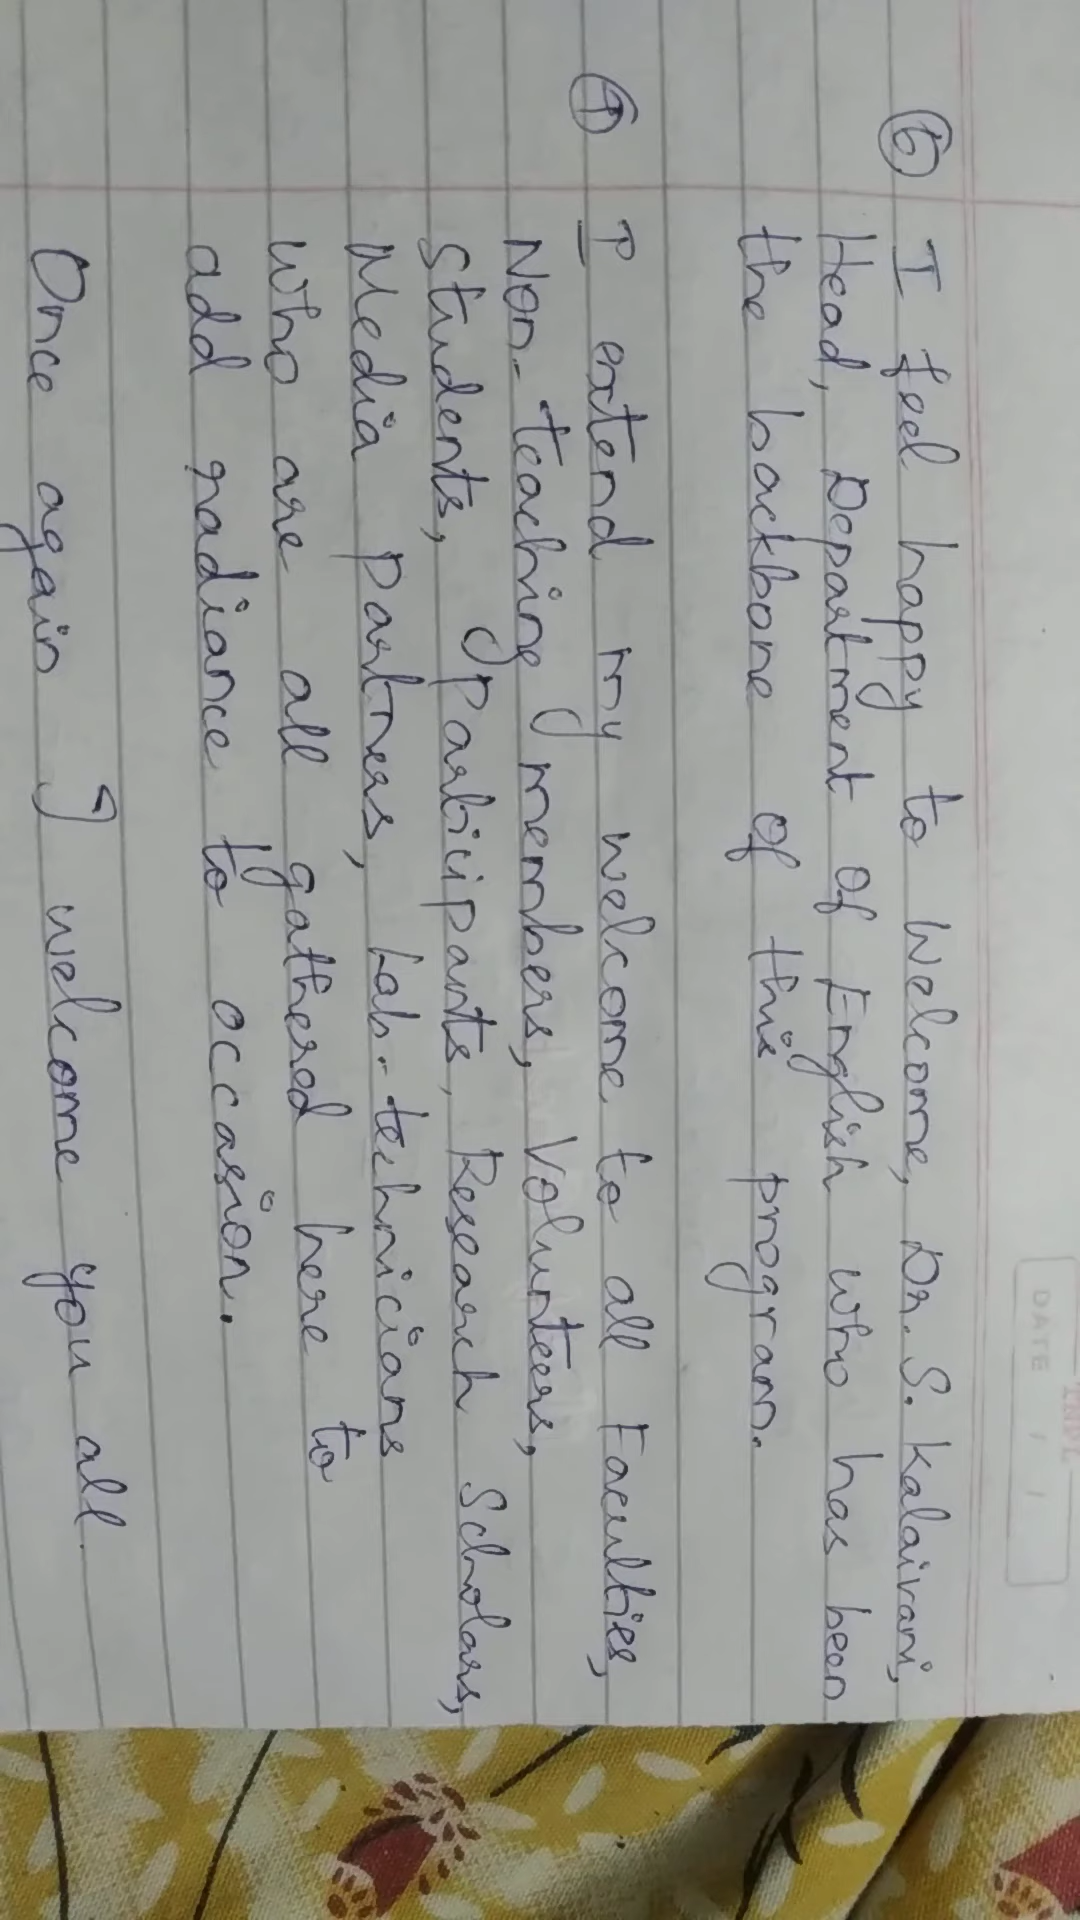 DATE / /
⑥ I feel happy to Welcome, Dr. S. Kalaivani,
Head, Department of English who has been
the backbone of this program.
⑦ I extend my welcome to all Faculties,
Non-teaching members, Volunteers,
Students, Participants, Research Scholars,
Media partners, Lab-technicians
who are all gathered here to
add radiance to occasion.
Once again I welcome you all